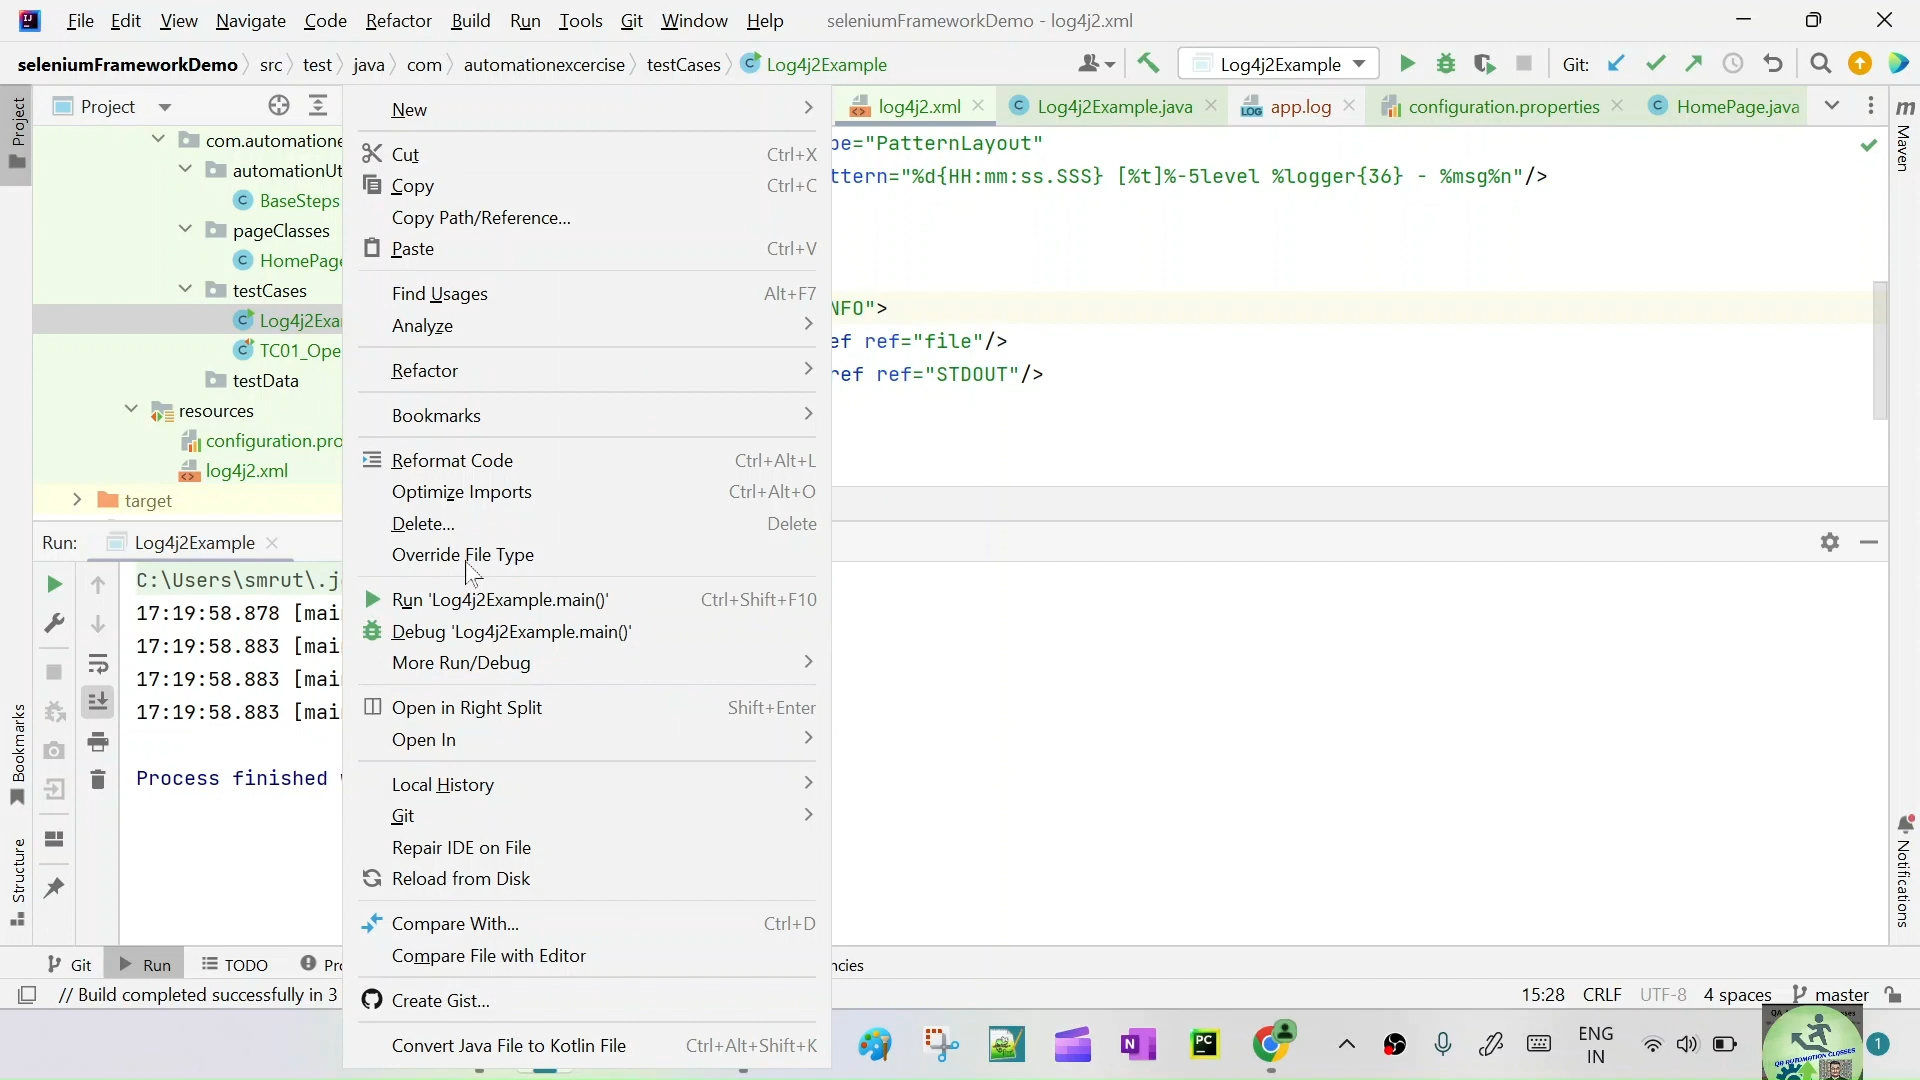 File Edit View Navigate Code Refactor Build Run Tools Git Window Help seleniumFrameworkDemo - log4j2.xml
seleniumFrameworkDemo src test java com automationexcercise testCases Log4j2Example Log4j2Example Git:
Project
log4j2.xml Log4j2Example.java app.log configuration.properties HomePage.java
Project
Bookmarks
Structure
Maven
Notifications
com.automatione
automationUt
BaseSteps
pageClasses
HomePage
testCases
Log4j2Exa
TC01_Ope
testData
resources
configuration.pro
log4j2.xml
target
New
Cut Ctrl+X
Copy Ctrl+C
Copy Path/Reference...
Paste Ctrl+V
Find Usages Alt+F7
Analyze
Refactor
Bookmarks
Reformat Code Ctrl+Alt+L
Optimize Imports Ctrl+Alt+O
Delete... Delete
Override File Type
Run 'Log4j2Example.main()' Ctrl+Shift+F10
Debug 'Log4j2Example.main()'
More Run/Debug
Open in Right Split Shift+Enter
Open In
Local History
Git
Repair IDE on File
Reload from Disk
Compare With... Ctrl+D
Compare File with Editor
Create Gist...
Convert Java File to Kotlin File Ctrl+Alt+Shift+K
pe="PatternLayout"
ttern="%d{HH:mm:ss.SSS} [%t]%-5level %logger{36} - %msg%n"/>
NFO">
ef ref="file"/>
ref ref="STDOUT"/>
Run: Log4j2Example
C:\Users\smrut\.j
17:19:58.878 [mai
17:19:58.883 [mai
17:19:58.883 [mai
17:19:58.883 [mai
Process finished
Git Run TODO Pro
ncies
// Build completed successfully in 3
15:28 CRLF UTF-8 4 spaces master
ENG
IN
1
QA AUTOMATION CLASSES